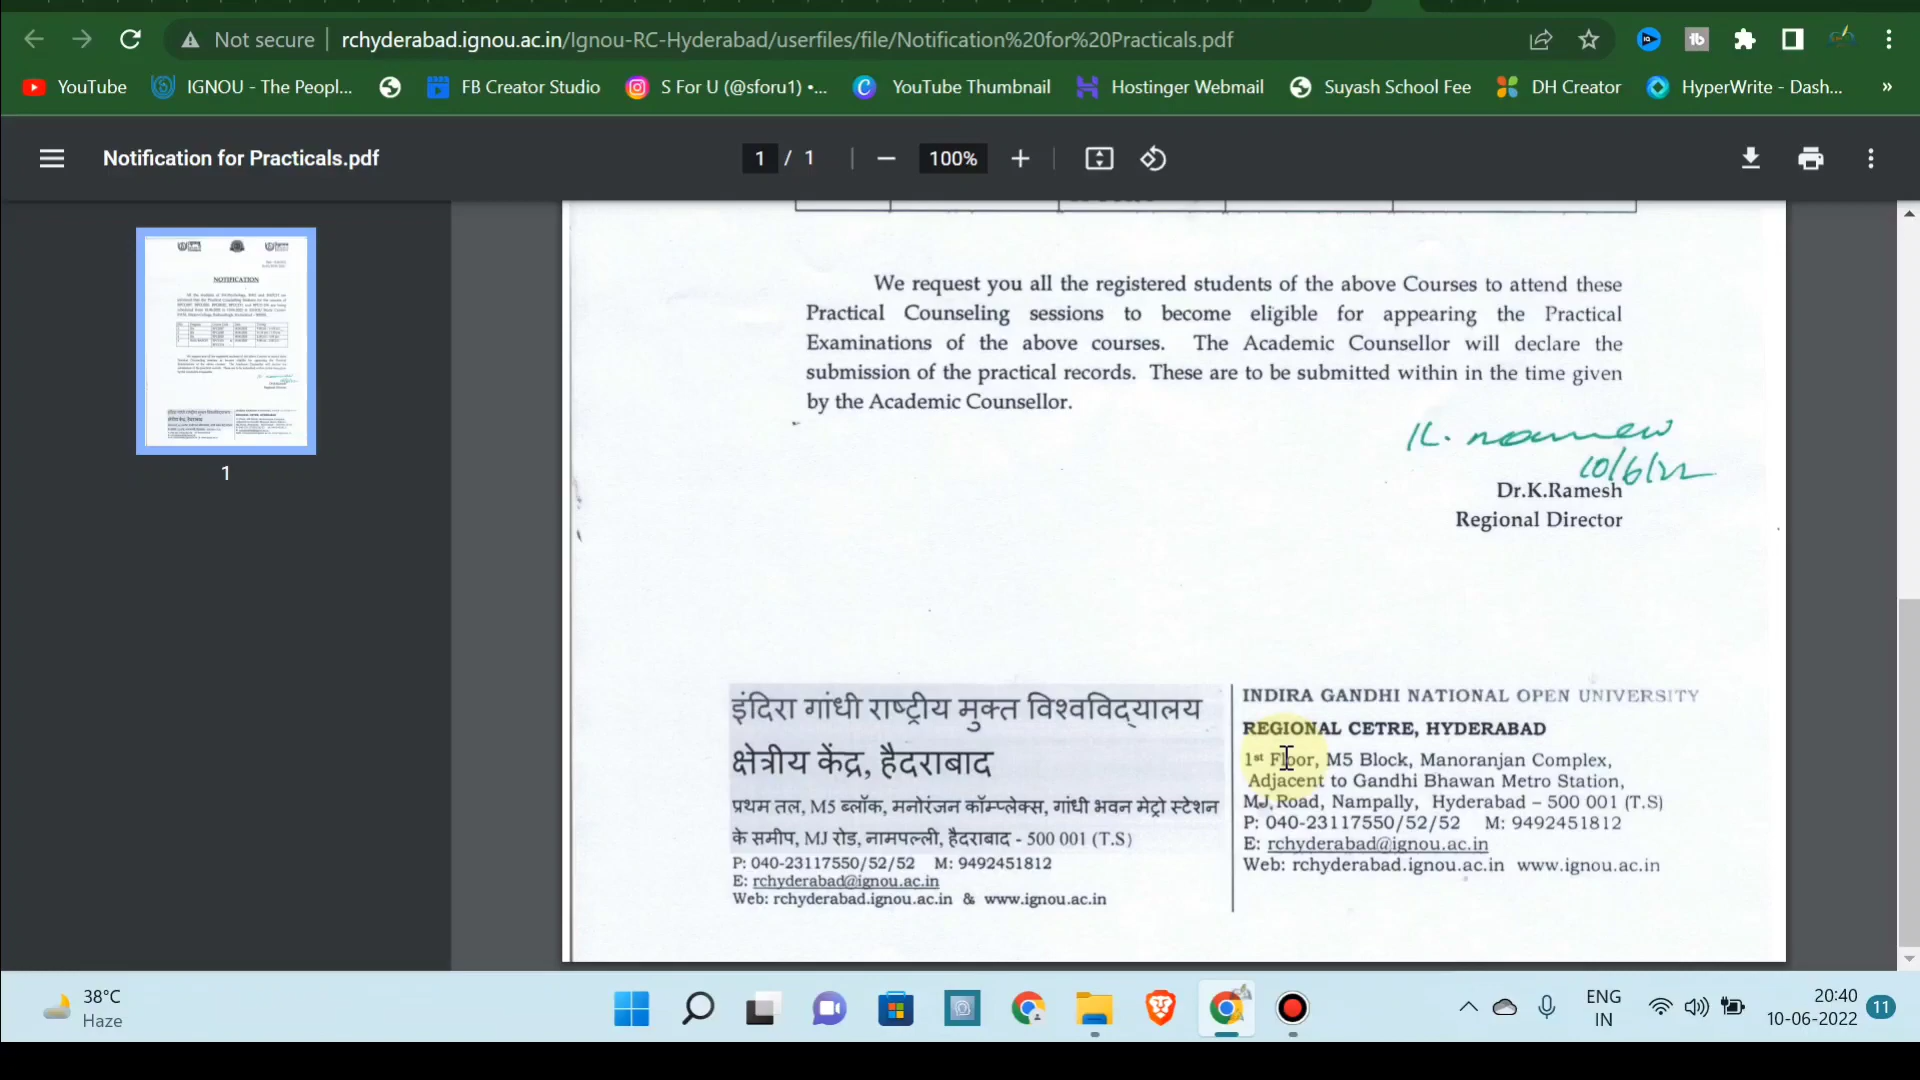 Not secure rchyderabad.ignou.ac.in/Ignou-RC-Hyderabad/userfiles/file/Notification%20for%20Practicals.pdf
YouTube IGNOU - The Peopl... FB Creator Studio S For U (@sforu1) •... YouTube Thumbnail Hostinger Webmail Suyash School Fee DH Creator HyperWrite - Dash... »
Notification for Practicals.pdf 1 / 1 100%
NOTIFICATION
1
We request you all the registered students of the above Courses to attend these
Practical Counseling sessions to become eligible for appearing the Practical
Examinations of the above courses. The Academic Counsellor will declare the
submission of the practical records. These are to be submitted within in the time given
by the Academic Counsellor.
10/6/22
Dr.K.Ramesh
Regional Director
इंदिरा गांधी राष्ट्रीय मुक्त विश्वविद्यालय
क्षेत्रीय केंद्र, हैदराबाद
प्रथम तल, M5 ब्लॉक, मनोरंजन कॉम्प्लेक्स, गांधी भवन मेट्रो स्टेशन
के समीप, MJ रोड, नामपल्ली, हैदराबाद - 500 001 (T.S)
P: 040-23117550/52/52 M: 9492451812
E: rchyderabad@ignou.ac.in
Web: rchyderabad.ignou.ac.in & www.ignou.ac.in
INDIRA GANDHI NATIONAL OPEN UNIVERSITY
REGIONAL CETRE, HYDERABAD
1st Floor, M5 Block, Manoranjan Complex,
Adjacent to Gandhi Bhawan Metro Station,
MJ Road, Nampally, Hyderabad – 500 001 (T.S)
P: 040-23117550/52/52 M: 9492451812
E: rchyderabad@ignou.ac.in
Web: rchyderabad.ignou.ac.in www.ignou.ac.in
38°C
Haze
ENG
IN
20:40
10-06-2022
11